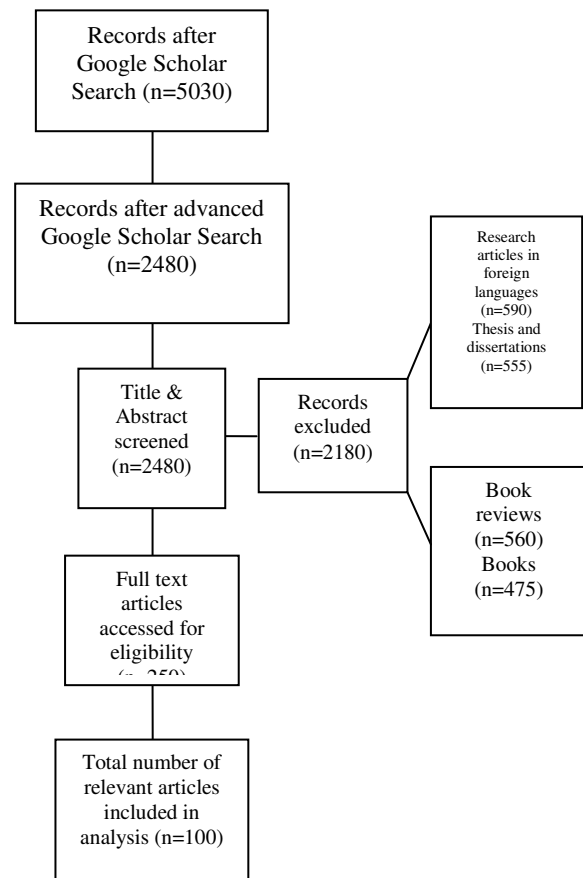 Records after
Google Scholar
Search (n=5030)
Records after advanced
Google Scholar Search
(n=2480)
Title &
Abstract
screened
(n=2480)
Records
excluded
(n=2180)
Research
articles in
foreign
languages
(n=590)
Thesis and
dissertations
(n=555)
Book
reviews
(n=560)
Books
(n=475)
Full text
articles
accessed for
eligibility
Total number of
relevant articles
included in
analysis (n=100)